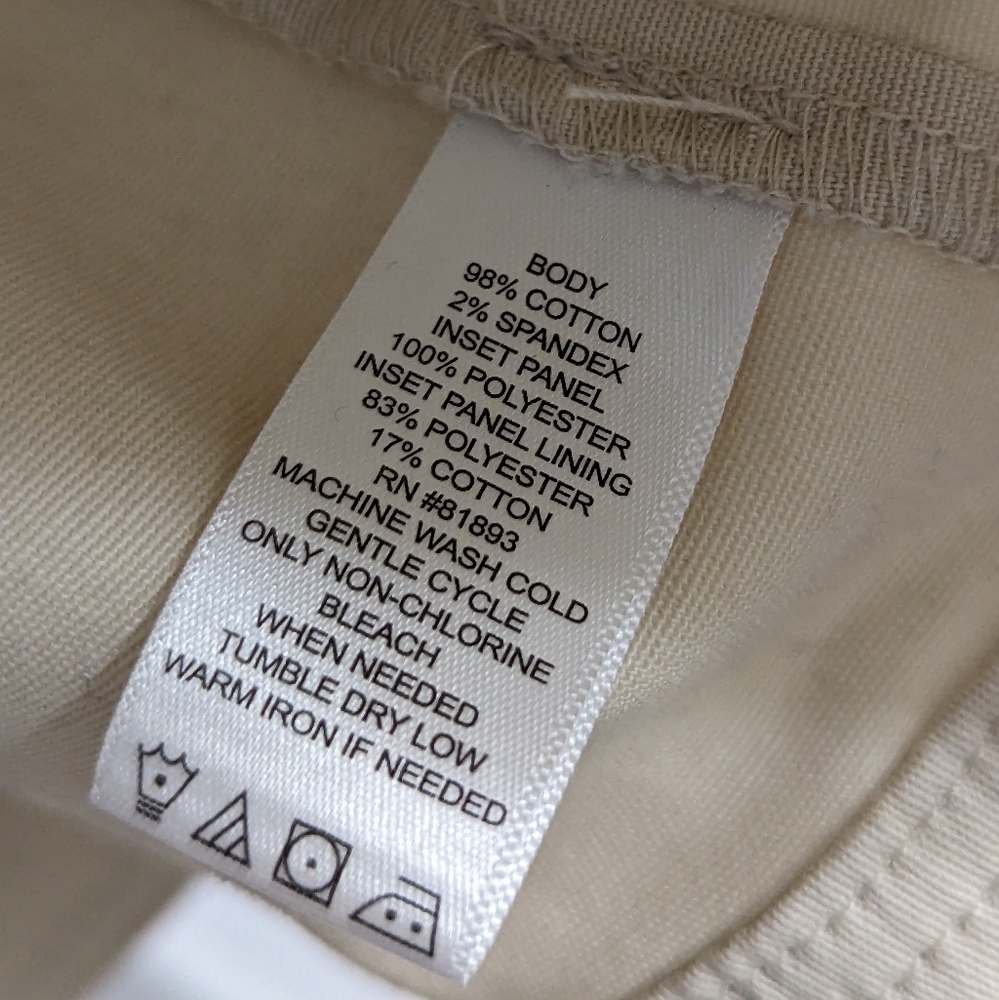 BODY
98% COTTON
2% SPANDEX
INSET PANEL
100% POLYESTER
INSET PANEL LINING
83% POLYESTER
17% COTTON
RN #81893
MACHINE WASH COLD
GENTLE CYCLE
ONLY NON-CHLORINE
BLEACH
WHEN NEEDED
TUMBLE DRY LOW
WARM IRON IF NEEDED